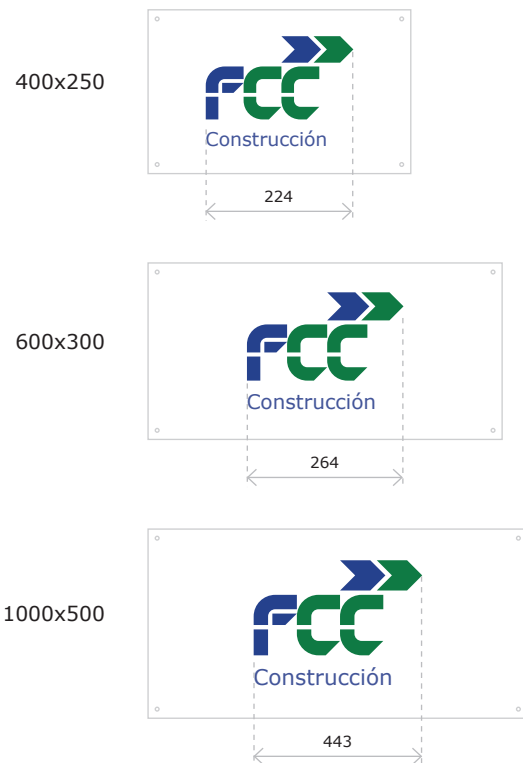 400x250
FCC
Construcción
224
600x300
FCC
Construcción
264
1000x500
FCC
Construcción
443